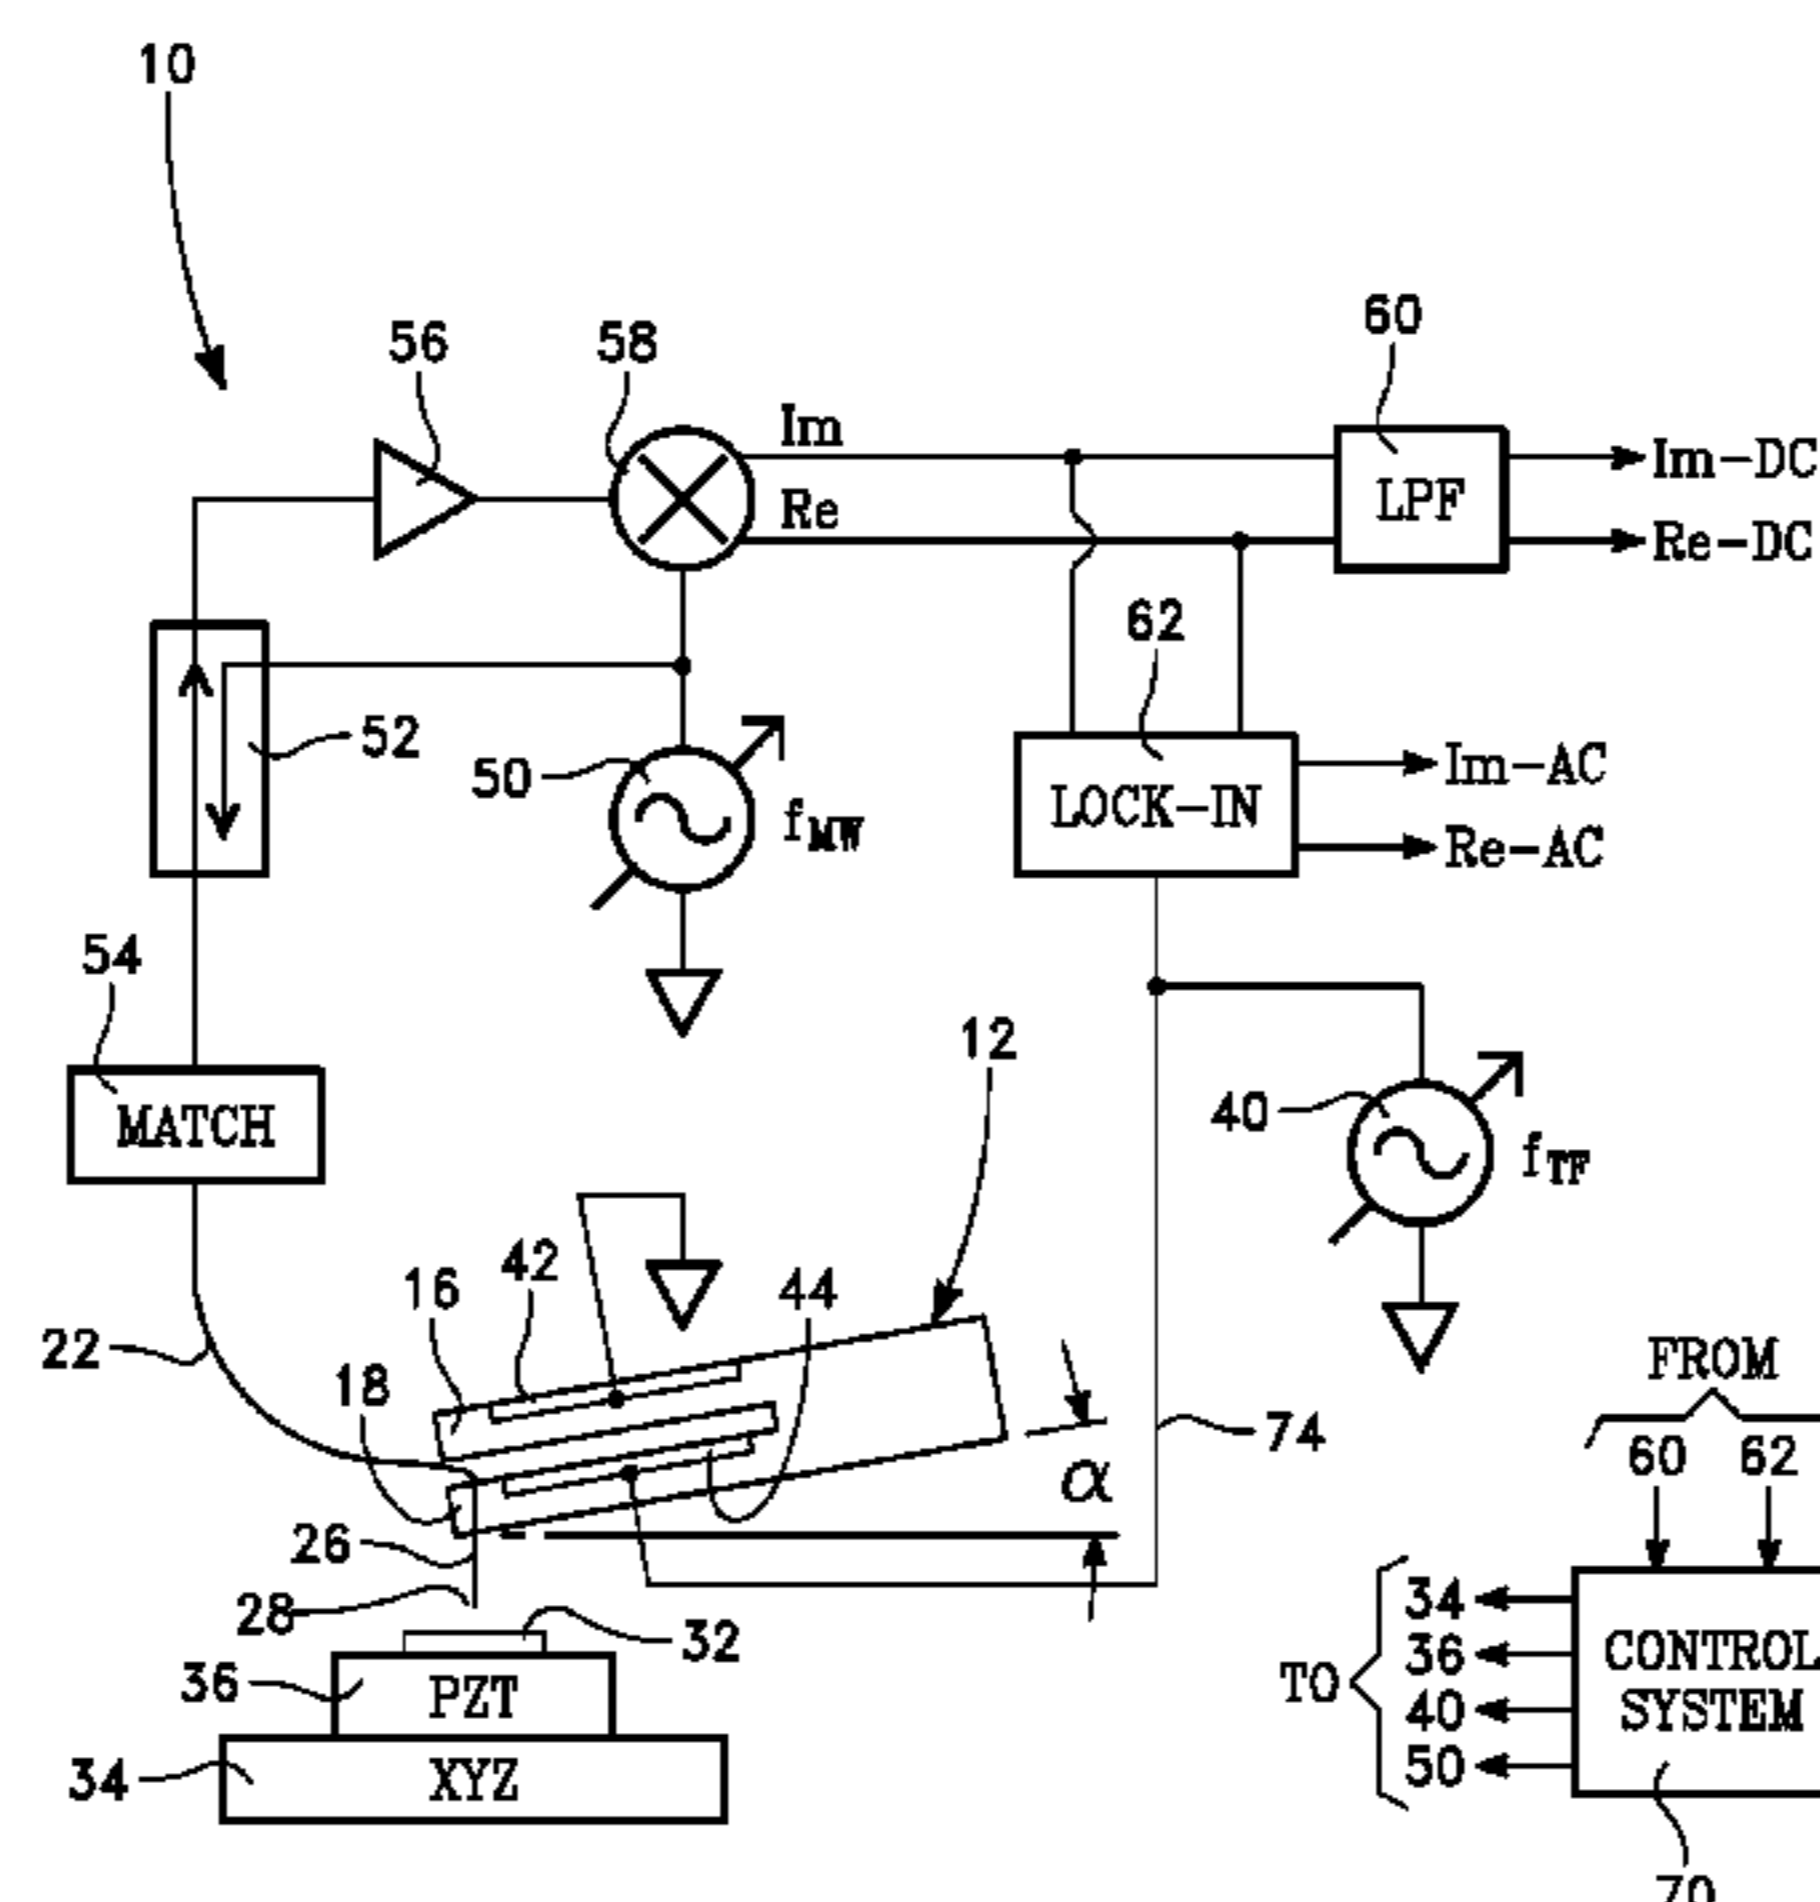 10
56
58
60
Im
Im-DC
Re
LPF
Re-DC
62
52
50
fMW
Im-AC
LOCK-IN
Re-AC
54
12
MATCH
40
fTF
42
16
44
22
18
FROM
74
60 62
α
26
28
32
34
36
PZT
36
CONTROL
SYSTEM
TO
40
34
XYZ
50
70